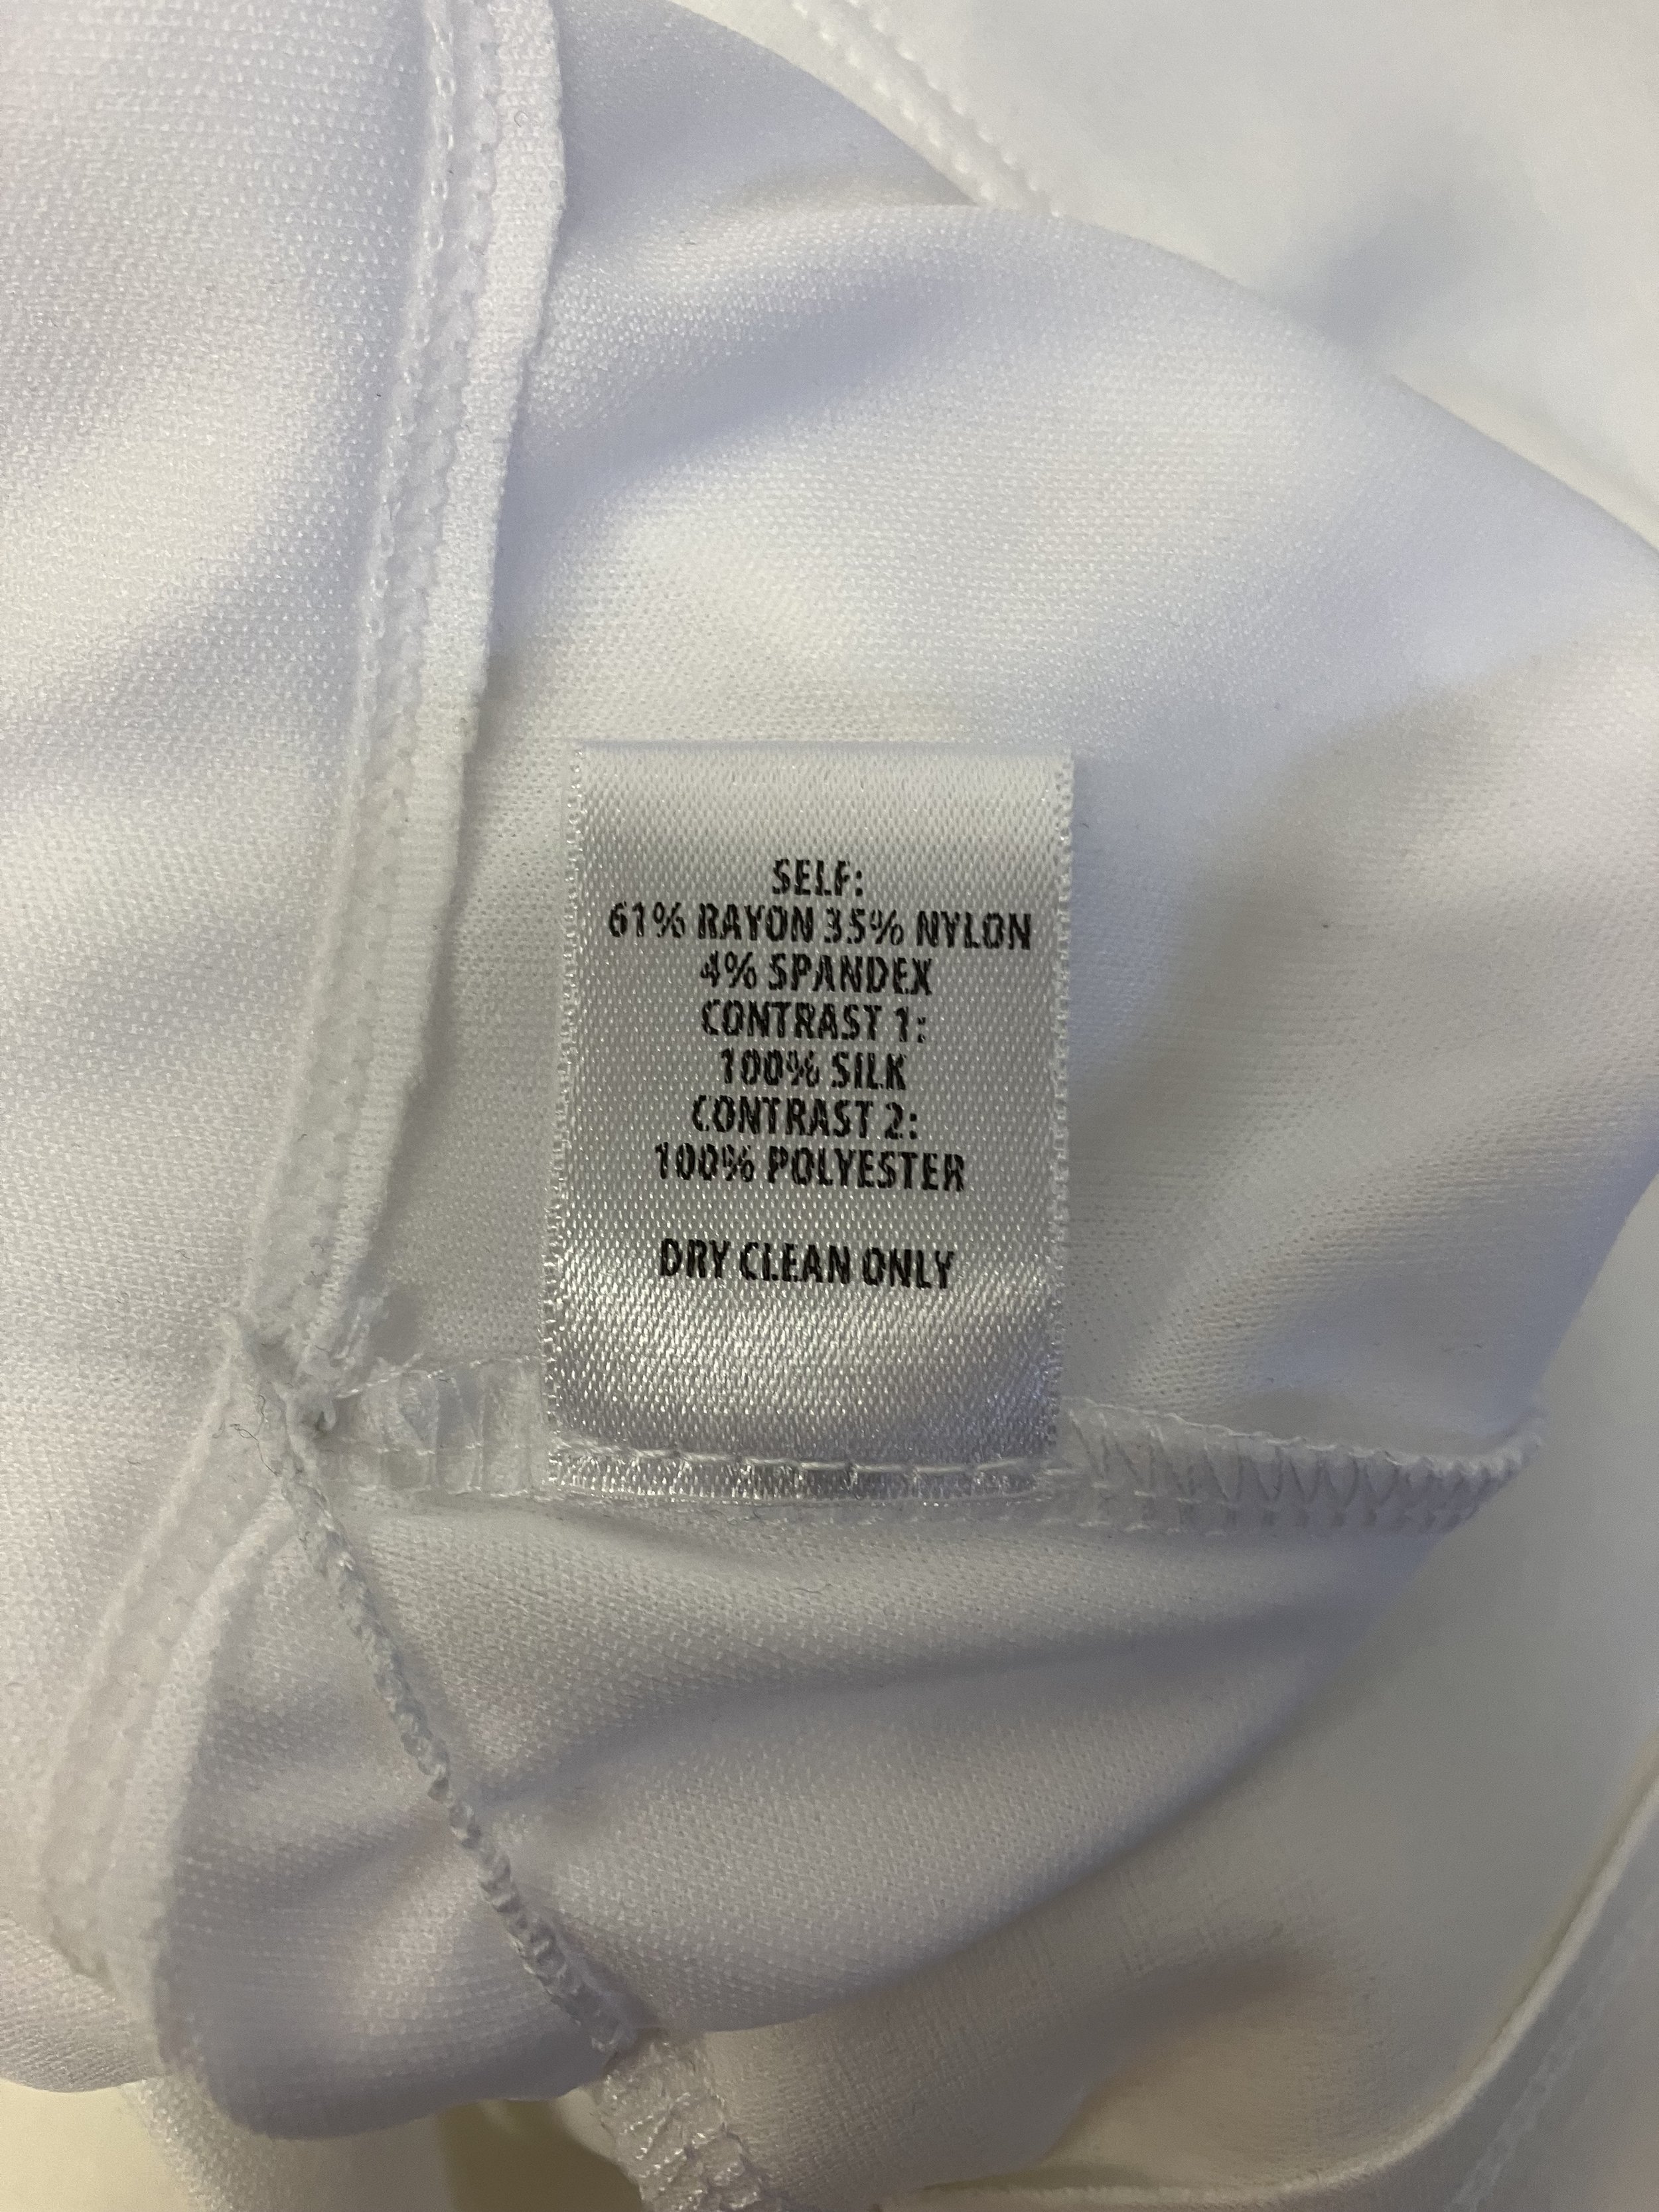 SELF:
61% RAYON 35% NYLON
4% SPANDEX
CONTRAST 1:
100% SILK
CONTRAST 2:
100% POLYESTER
DRY CLEAN ONLY